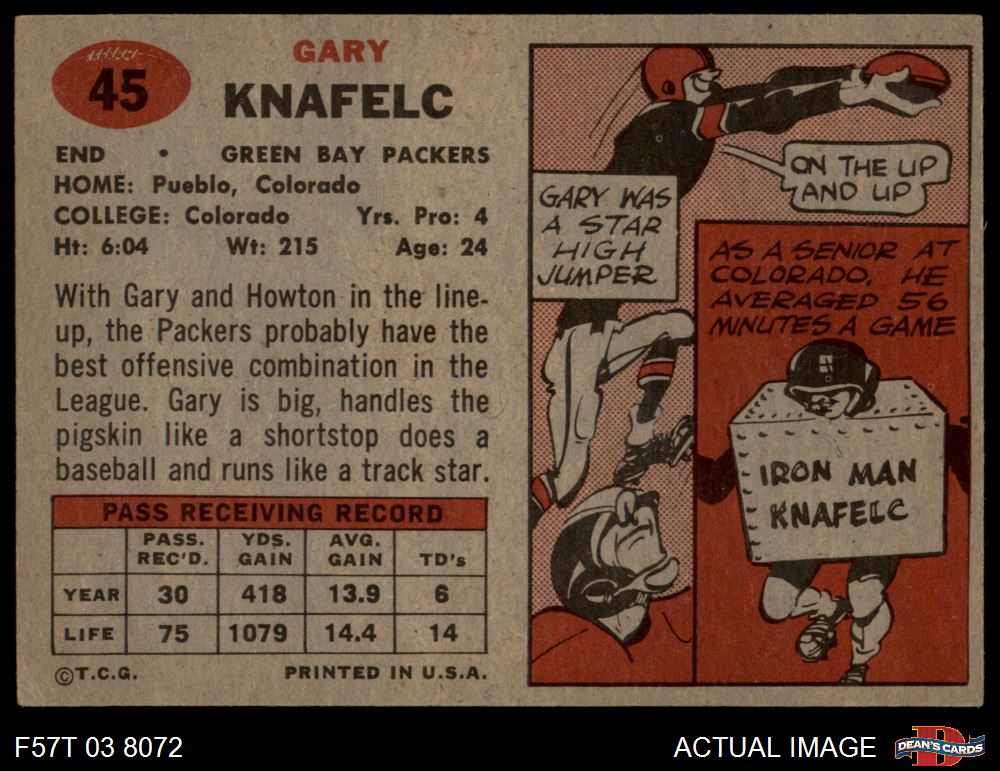 45
GARY
KNAFELC
END • GREEN BAY PACKERS
HOME: Pueblo, Colorado
COLLEGE: Colorado Yrs. Pro: 4
Ht: 6:04 Wt: 215 Age: 24
With Gary and Howton in the line-
up, the Packers probably have the
best offensive combination in the
League. Gary is big, handles the
pigskin like a shortstop does a
baseball and runs like a track star.
PASS RECEIVING RECORD
PASS. REC'D. YDS. GAIN AVG. GAIN TD's
YEAR 30 418 13.9 6
LIFE 75 1079 14.4 14
©T.C.G. PRINTED IN U.S.A.
ON THE UP
AND UP
GARY WAS
A STAR
HIGH
JUMPER
AS A SENIOR AT
COLORADO, HE
AVERAGED 56
MINUTES A GAME
IRON MAN
KNAFELC
F57T 03 8072
ACTUAL IMAGE
DEAN'S CARDS